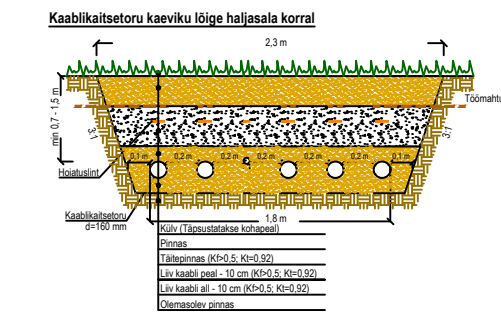 Kaablikaitsetoru kaeviku lõige haljasala korral
2,3 m
min 0,7 - 1,5 m
Töömahtu
3:1
3:1
0,1 m 0,2 m 0,2 m 0,2 m 0,2 m 0,2 m 0,1 m
Hoiatuslint
Kaablikaitsetoru
d=160 mm
1,8 m
Külv (Täpsustatakse kohapeal)
Pinnas
Täitepinnas (Kf>0,5; Kt=0,92)
Liiv kaabli peal - 10 cm (Kf>0,5; Kt=0,92)
Liiv kaabli all - 10 cm (Kf>0,5; Kt=0,92)
Olemasolev pinnas